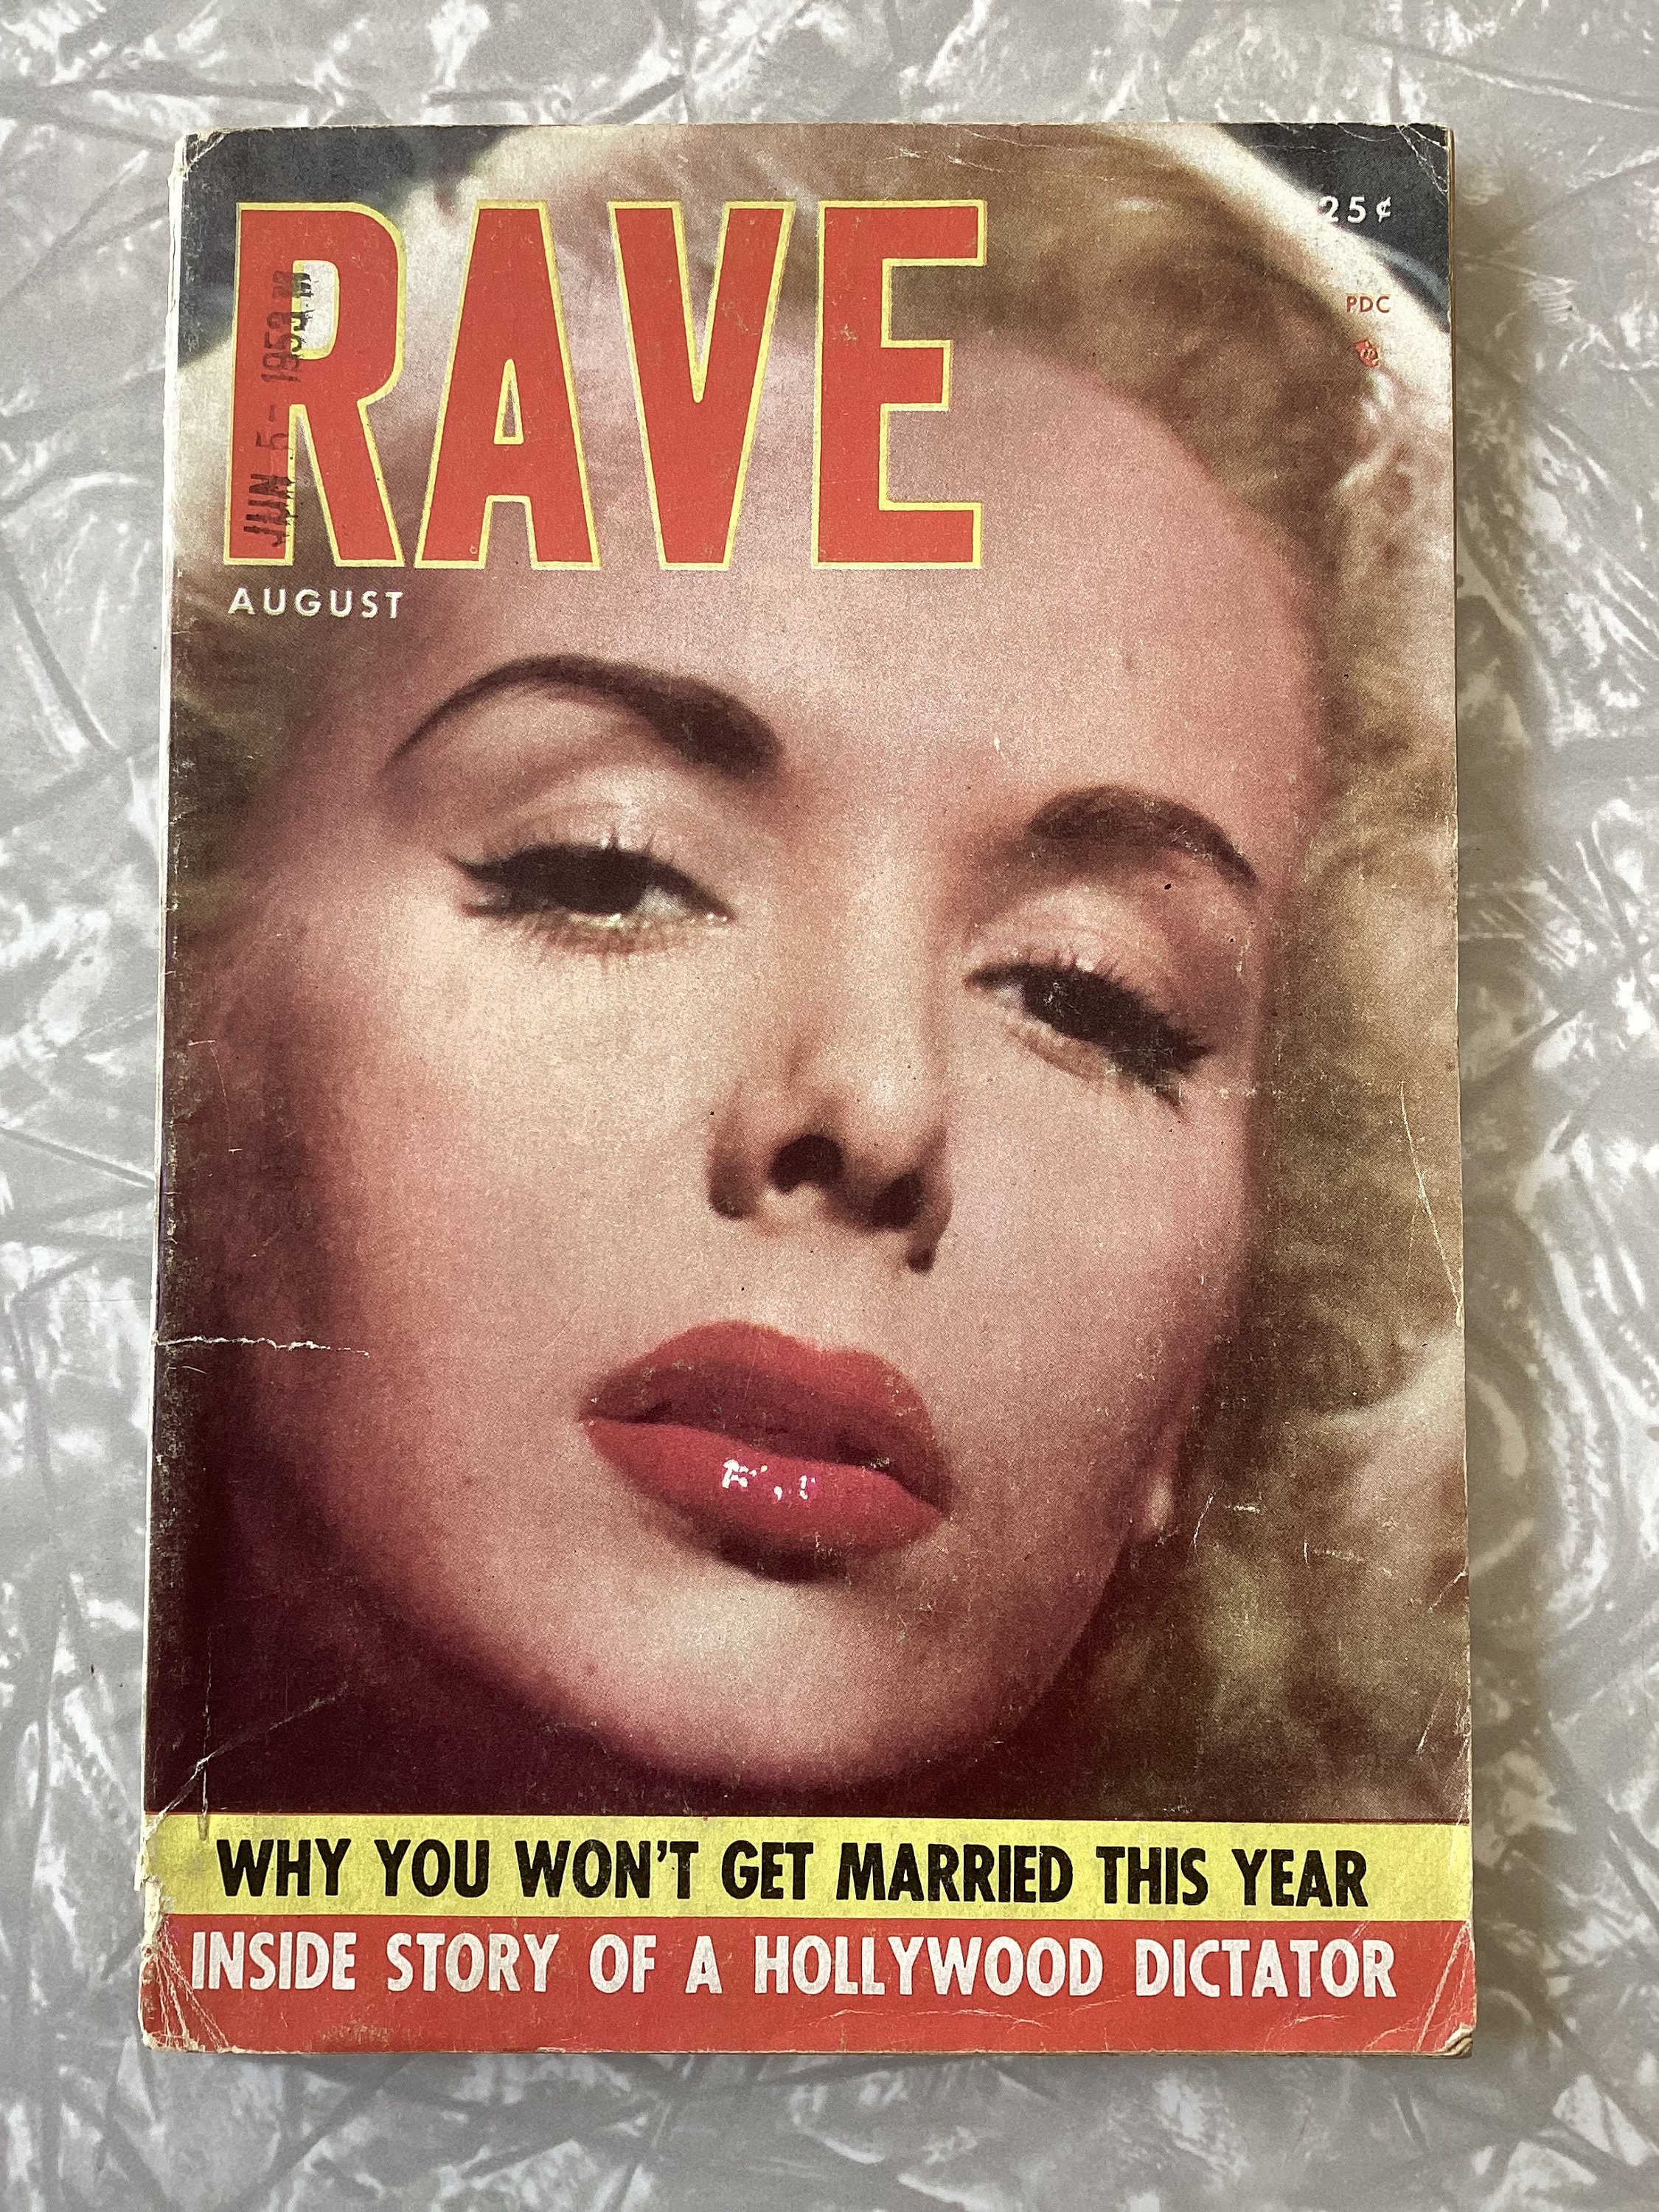 RAVE
25¢
PDC
JUN 5- 1953 M
AUGUST
WHY YOU WON'T GET MARRIED THIS YEAR
INSIDE STORY OF A HOLLYWOOD DICTATOR